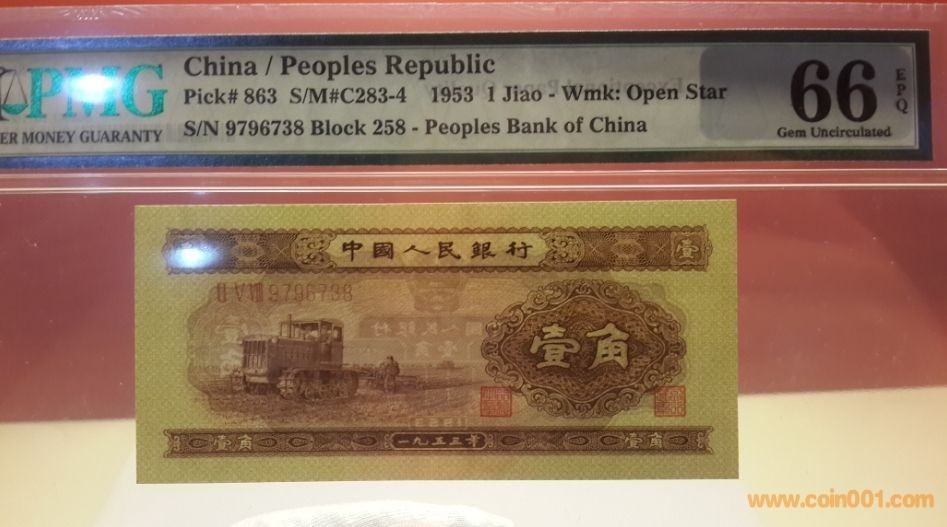 PMG
ER MONEY GUARANTY
China / Peoples Republic
Pick# 863 S/M#C283-4 1953 1 Jiao - Wmk: Open Star
S/N 9796738 Block 258 - Peoples Bank of China
66
EPQ
Gem Uncirculated
中國人民銀行
壹
II V VIII 9796738
壹角
壹角
一九五三年
壹角
www.coin001.com